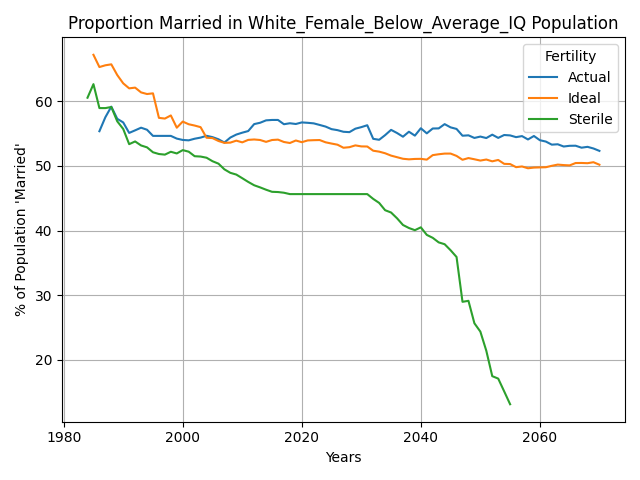 Proportion Married in White_Female_Below_Average_IQ Population
Fertility
Actual
Ideal
Sterile
% of Population 'Married'
60
50
40
30
20
1980
2000
2020
2040
2060
Years